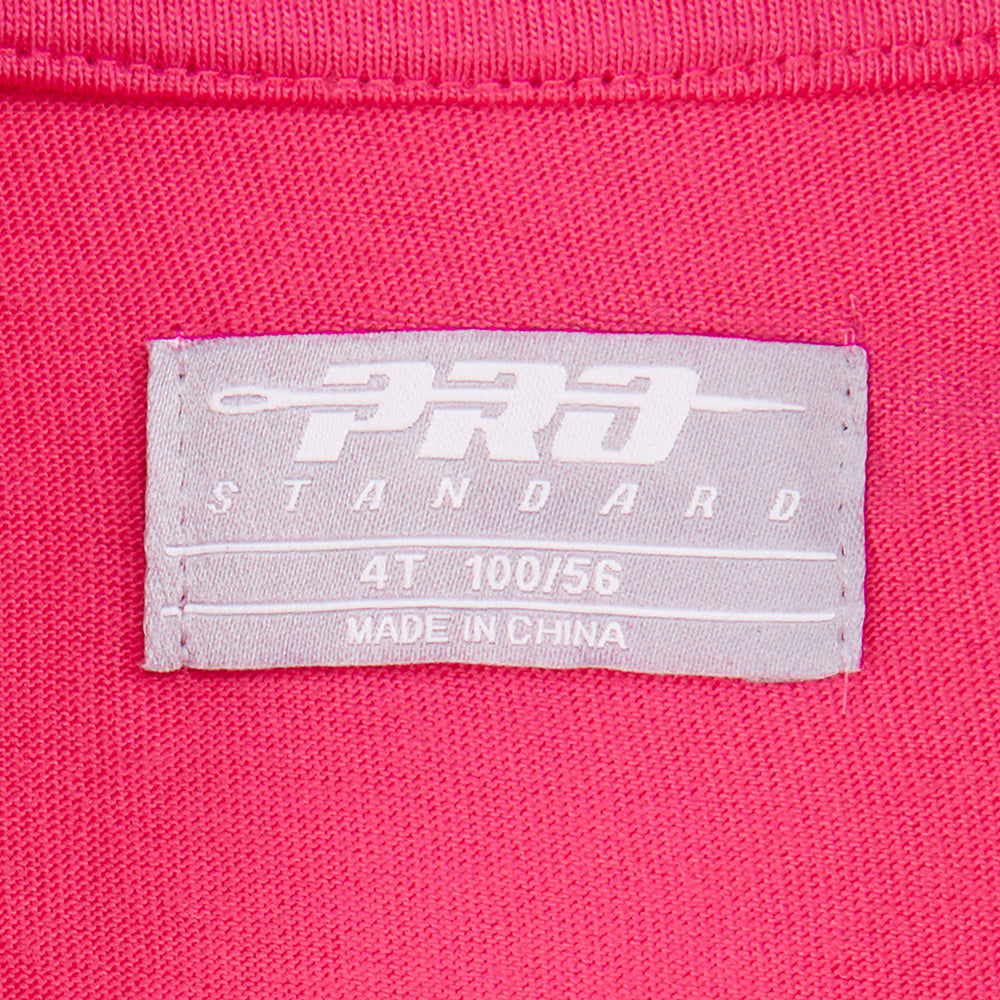 PRO
STANDARD
4T 100/56
MADE IN CHINA